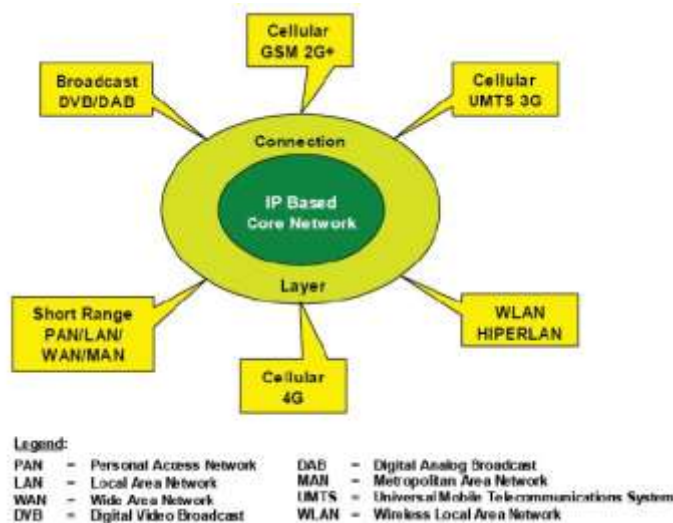 Cellular
GSM 2G+
Broadcast
DVB/DAB
Cellular
UMTS 3G
Connection
IP Based
Core Network
Layer
Short Range
PAN/LAN/
WAN/MAN
WLAN
HIPERLAN
Cellular
4G
Legend:
PAN = Personal Access Network
LAN = Local Area Network
WAN = Wide Area Network
DVB = Digital Video Broadcast
DAB = Digital Analog Broadcast
MAN = Metropolitan Area Network
UMTS = Universal Mobile Telecommunications System
WLAN = Wireless Local Area Network